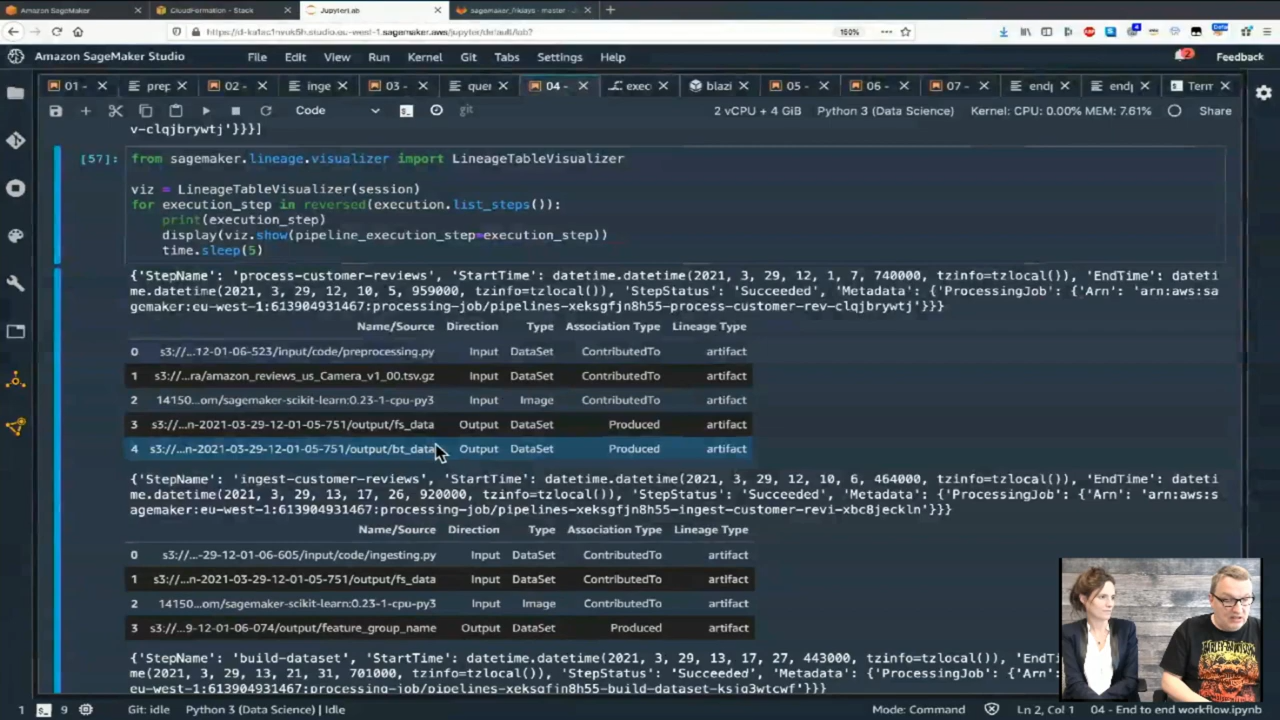 Amazon SageMaker
CloudFormation - Stack
JupyterLab
https://d-ka1ac1nvuk5h.studio.eu-west-1.sagemaker.aws/jupyter/default/lab?
150%
Amazon SageMaker Studio
File Edit View Run Kernel Git Tabs Settings Help
2
Feedback
01 - prep 02 - inge 03 - quer 04 - exec blazi 05 - 06 - 07 - endp endp Term
Code
git
2 vCPU + 4 GiB Python 3 (Data Science) Kernel: CPU: 0.00% MEM: 7.61% Share
v-clqjbrywtj'}}}]
[57]: from sagemaker.lineage.visualizer import LineageTableVisualizer
viz = LineageTableVisualizer(session)
for execution_step in reversed(execution.list_steps()):
print(execution_step)
display(viz.show(pipeline_execution_step=execution_step))
time.sleep(5)
{'StepName': 'process-customer-reviews', 'StartTime': datetime.datetime(2021, 3, 29, 12, 1, 7, 740000, tzinfo=tzlocal()), 'EndTime': dateti
me.datetime(2021, 3, 29, 12, 10, 5, 959000, tzinfo=tzlocal()), 'StepStatus': 'Succeeded', 'Metadata': {'ProcessingJob': {'Arn': 'arn:aws:sa
gemaker:eu-west-1:613904931467:processing-job/pipelines-xeksgfjn8h55-process-customer-rev-clqjbrywtj'}}}
Name/Source Direction Type Association Type Lineage Type
0 s3://...12-01-06-523/input/code/preprocessing.py Input DataSet ContributedTo artifact
1 s3://...ra/amazon_reviews_us_Camera_v1_00.tsv.gz Input DataSet ContributedTo artifact
2 14150...om/sagemaker-scikit-learn:0.23-1-cpu-py3 Input Image ContributedTo artifact
3 s3://...n-2021-03-29-12-01-05-751/output/fs_data Output DataSet Produced artifact
4 s3://...n-2021-03-29-12-01-05-751/output/bt_data Output DataSet Produced artifact
{'StepName': 'ingest-customer-reviews', 'StartTime': datetime.datetime(2021, 3, 29, 12, 10, 6, 464000, tzinfo=tzlocal()), 'EndTime': dateti
me.datetime(2021, 3, 29, 13, 17, 26, 920000, tzinfo=tzlocal()), 'StepStatus': 'Succeeded', 'Metadata': {'ProcessingJob': {'Arn': 'arn:aws:s
agemaker:eu-west-1:613904931467:processing-job/pipelines-xeksgfjn8h55-ingest-customer-revi-xbc8jeckln'}}}
Name/Source Direction Type Association Type Lineage Type
0 s3://...-29-12-01-06-605/input/code/ingesting.py Input DataSet ContributedTo artifact
1 s3://...n-2021-03-29-12-01-05-751/output/fs_data Input DataSet ContributedTo artifact
2 14150...om/sagemaker-scikit-learn:0.23-1-cpu-py3 Input Image ContributedTo artifact
3 s3://...9-12-01-06-074/output/feature_group_name Output DataSet Produced artifact
{'StepName': 'build-dataset', 'StartTime': datetime.datetime(2021, 3, 29, 13, 17, 27, 443000, tzinfo=tzlocal()), 'EndTi
me.datetime(2021, 3, 29, 13, 21, 31, 701000, tzinfo=tzlocal()), 'StepStatus': 'Succeeded', 'Metadata': {'ProcessingJob'
eu-west-1:613904931467:processing-job/pipelines-xeksgfjn8h55-build-dataset-ksig3wtcwf'}}}
1 9 Git: idle Python 3 (Data Science) | Idle Mode: Command Ln 2, Col 1 04 - End to end workflow.ipynb